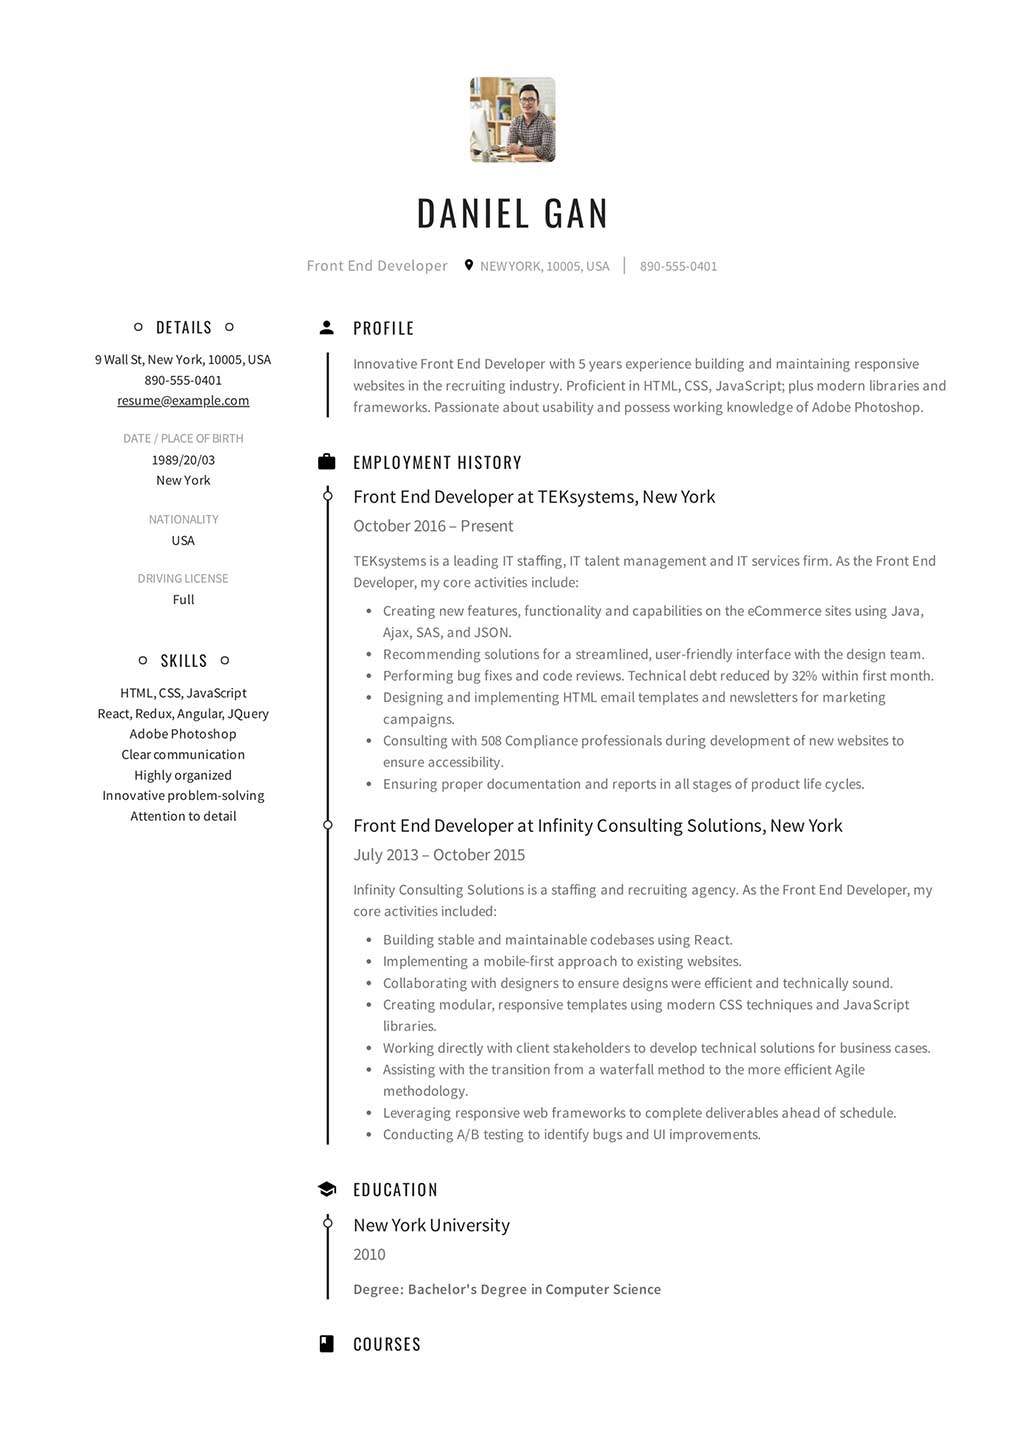 DANIEL GAN
Front End Developer NEW YORK, 10005, USA 890-555-0401
DETAILS
9 Wall St, New York, 10005, USA
890-555-0401
resume@example.com
DATE / PLACE OF BIRTH
1989/20/03
New York
NATIONALITY
USA
DRIVING LICENSE
Full
SKILLS
HTML, CSS, JavaScript
React, Redux, Angular, JQuery
Adobe Photoshop
Clear communication
Highly organized
Innovative problem-solving
Attention to detail
PROFILE
Innovative Front End Developer with 5 years experience building and maintaining responsive
websites in the recruiting industry. Proficient in HTML, CSS, JavaScript; plus modern libraries and
frameworks. Passionate about usability and possess working knowledge of Adobe Photoshop.
EMPLOYMENT HISTORY
Front End Developer at TEKsystems, New York
October 2016 – Present
TEKsystems is a leading IT staffing, IT talent management and IT services firm. As the Front End
Developer, my core activities include:
• Creating new features, functionality and capabilities on the eCommerce sites using Java,
Ajax, SAS, and JSON.
• Recommending solutions for a streamlined, user-friendly interface with the design team.
• Performing bug fixes and code reviews. Technical debt reduced by 32% within first month.
• Designing and implementing HTML email templates and newsletters for marketing
campaigns.
• Consulting with 508 Compliance professionals during development of new websites to
ensure accessibility.
• Ensuring proper documentation and reports in all stages of product life cycles.
Front End Developer at Infinity Consulting Solutions, New York
July 2013 – October 2015
Infinity Consulting Solutions is a staffing and recruiting agency. As the Front End Developer, my
core activities included:
• Building stable and maintainable codebases using React.
• Implementing a mobile-first approach to existing websites.
• Collaborating with designers to ensure designs were efficient and technically sound.
• Creating modular, responsive templates using modern CSS techniques and JavaScript
libraries.
• Working directly with client stakeholders to develop technical solutions for business cases.
• Assisting with the transition from a waterfall method to the more efficient Agile
methodology.
• Leveraging responsive web frameworks to complete deliverables ahead of schedule.
• Conducting A/B testing to identify bugs and UI improvements.
EDUCATION
New York University
2010
Degree: Bachelor's Degree in Computer Science
COURSES